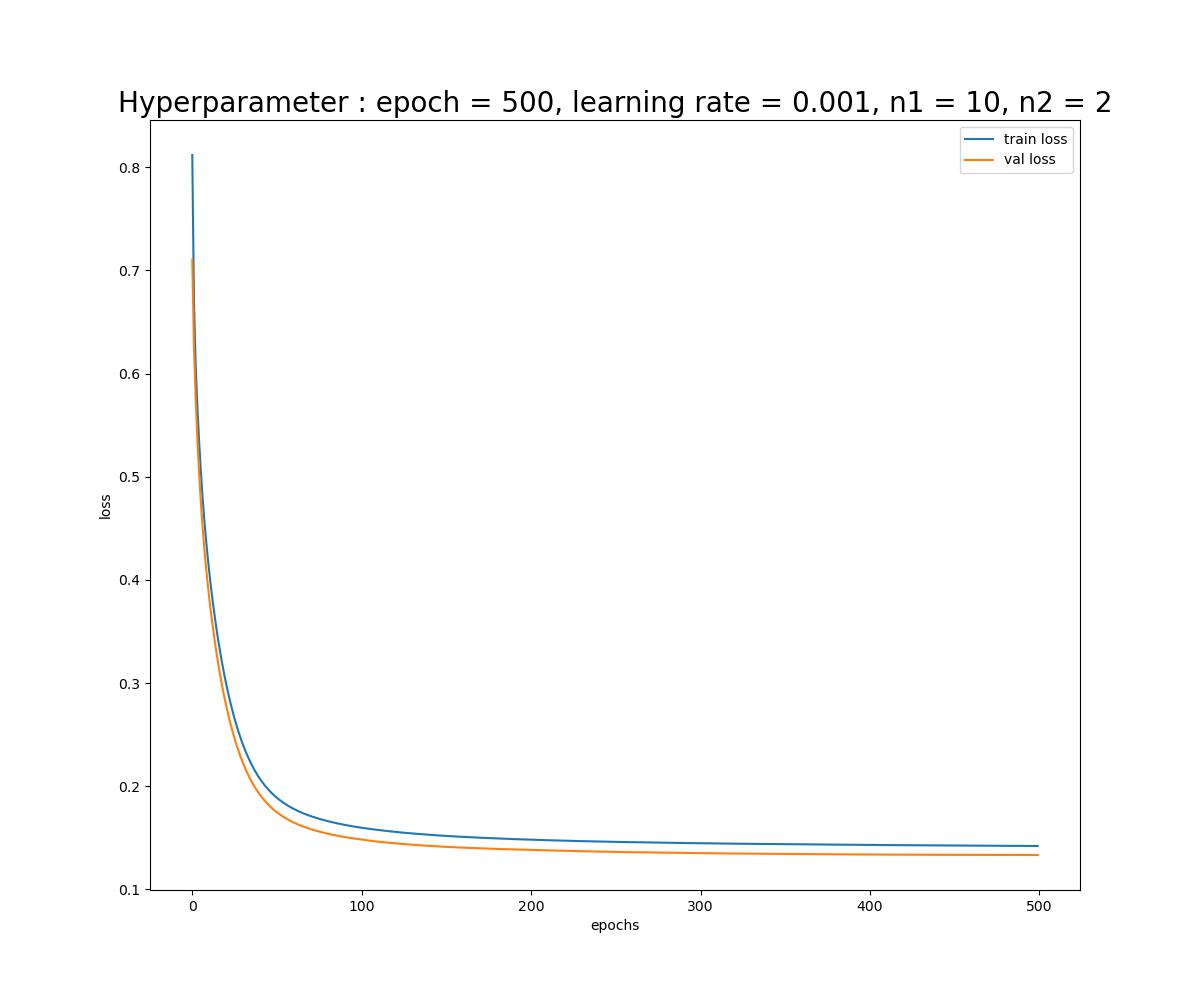 Hyperparameter : epoch = 500, learning rate = 0.001, n1 = 10, n2 = 2
train loss
val loss
0.8
0.7
0.6
0.5
0.4
0.3
0.2
0.1
loss
0 100 200 300 400 500
epochs